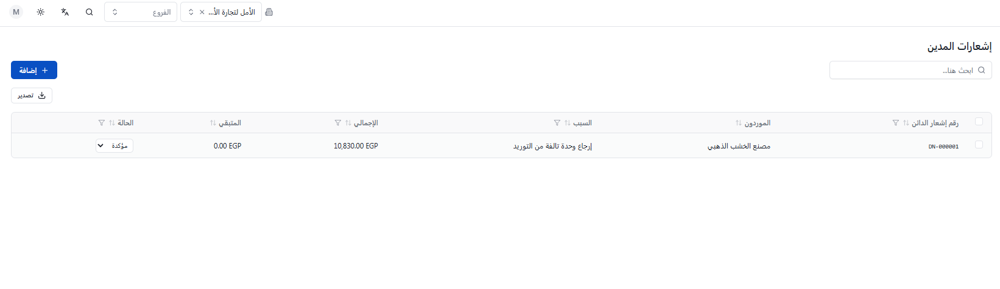 الأمل لتجارة الأ...
الفروع
M
إشعارات المدين
ابحث هنا...
إضافة
تصدير
رقم إشعار الدائن الموردون السبب الإجمالي المتبقي الحالة
DN-000001 مصنع الخشب الذهبي إرجاع وحدة تالفة من التوريد 10,830.00 EGP 0.00 EGP مؤكدة